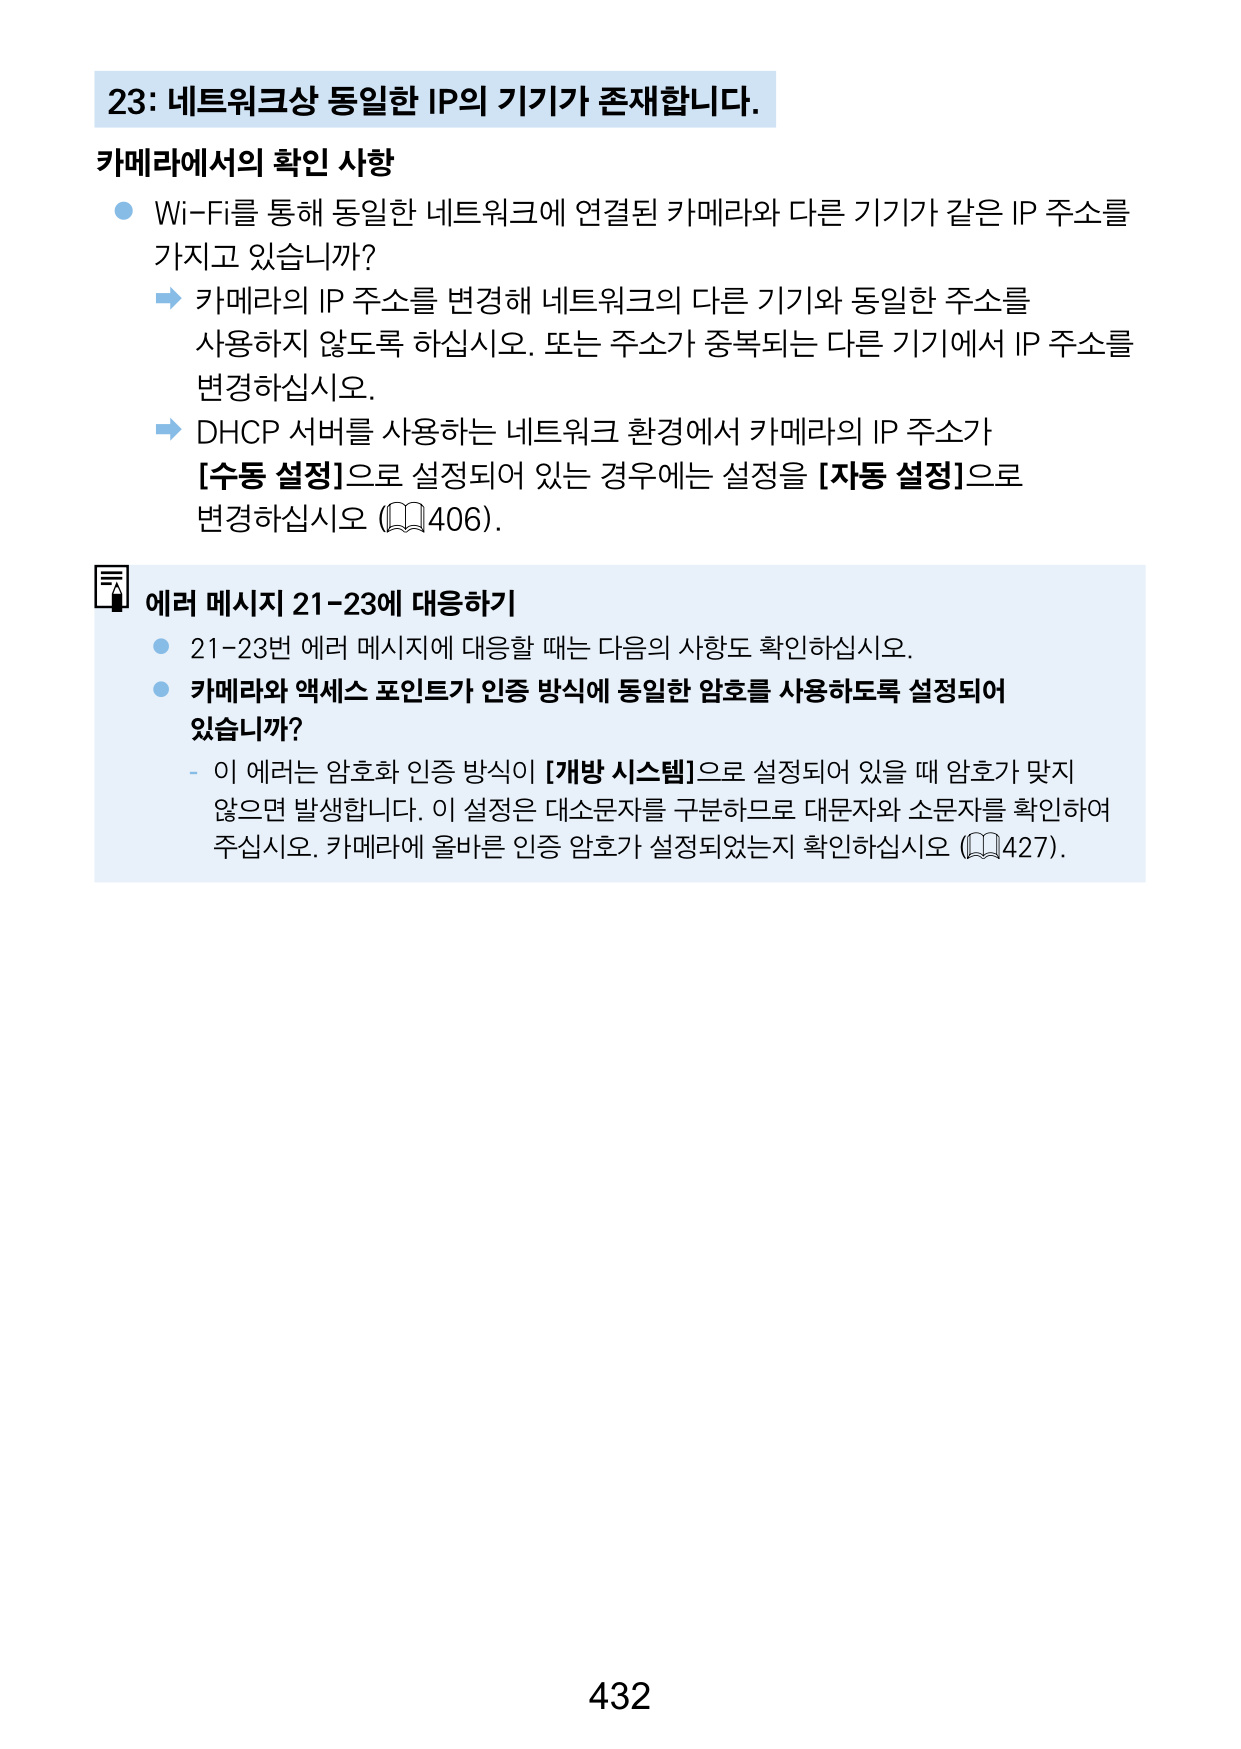 23: 네트워크상 동일한 IP의 기기가 존재합니다.
카메라에서의 확인 사항
● Wi-Fi를 통해 동일한 네트워크에 연결된 카메라와 다른 기기가 같은 IP 주소를
가지고 있습니까?
➡ 카메라의 IP 주소를 변경해 네트워크의 다른 기기와 동일한 주소를
사용하지 않도록 하십시오. 또는 주소가 중복되는 다른 기기에서 IP 주소를
변경하십시오.
➡ DHCP 서버를 사용하는 네트워크 환경에서 카메라의 IP 주소가
[수동 설정]으로 설정되어 있는 경우에는 설정을 [자동 설정]으로
변경하십시오 (406).
에러 메시지 21-23에 대응하기
● 21-23번 에러 메시지에 대응할 때는 다음의 사항도 확인하십시오.
● 카메라와 액세스 포인트가 인증 방식에 동일한 암호를 사용하도록 설정되어
있습니까?
- 이 에러는 암호화 인증 방식이 [개방 시스템]으로 설정되어 있을 때 암호가 맞지
않으면 발생합니다. 이 설정은 대소문자를 구분하므로 대문자와 소문자를 확인하여
주십시오. 카메라에 올바른 인증 암호가 설정되었는지 확인하십시오 (427).
432